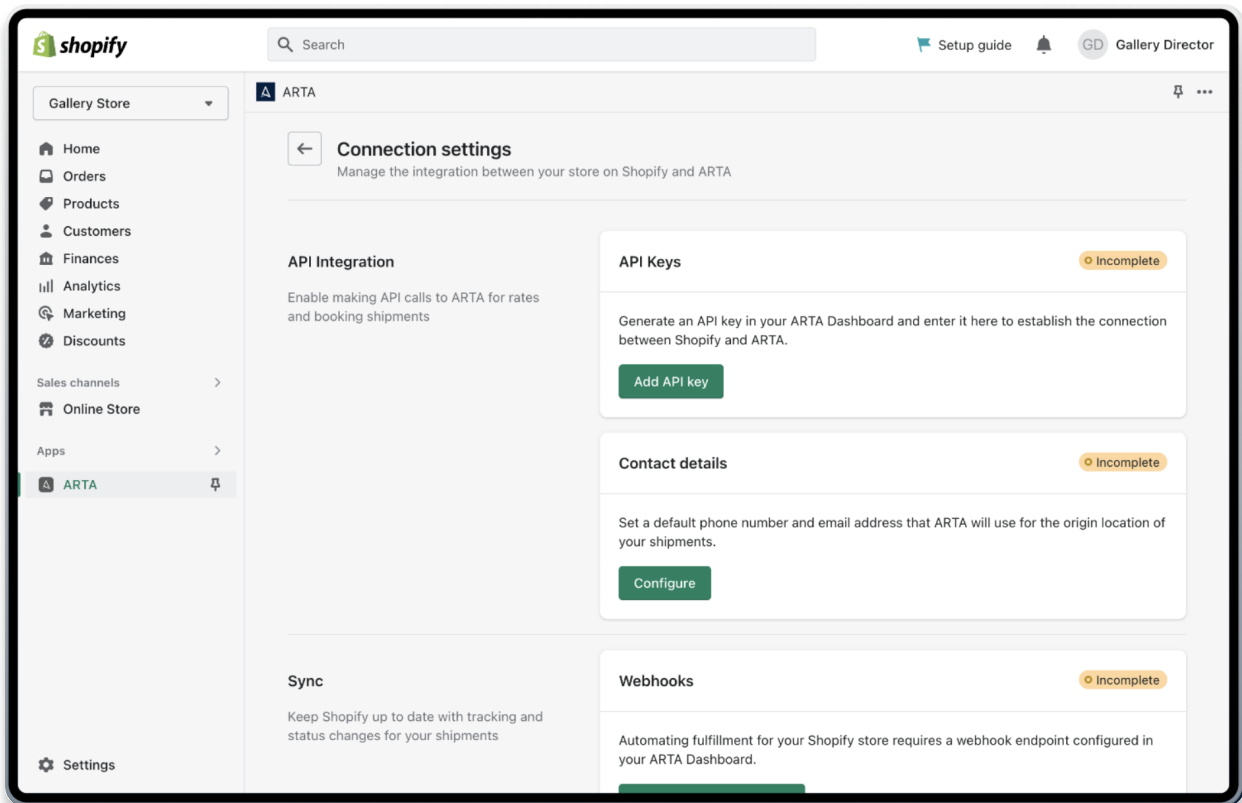 shopify
Search
Setup guide
GD
Gallery Director
Gallery Store
ARTA
Home
Orders
Products
Customers
Finances
Analytics
Marketing
Discounts
Sales channels
Online Store
Apps
ARTA
Settings
Connection settings
Manage the integration between your store on Shopify and ARTA
API Integration
Enable making API calls to ARTA for rates
and booking shipments
API Keys
Incomplete
Generate an API key in your ARTA Dashboard and enter it here to establish the connection
between Shopify and ARTA.
Add API key
Contact details
Incomplete
Set a default phone number and email address that ARTA will use for the origin location of
your shipments.
Configure
Sync
Keep Shopify up to date with tracking and
status changes for your shipments
Webhooks
Incomplete
Automating fulfillment for your Shopify store requires a webhook endpoint configured in
your ARTA Dashboard.